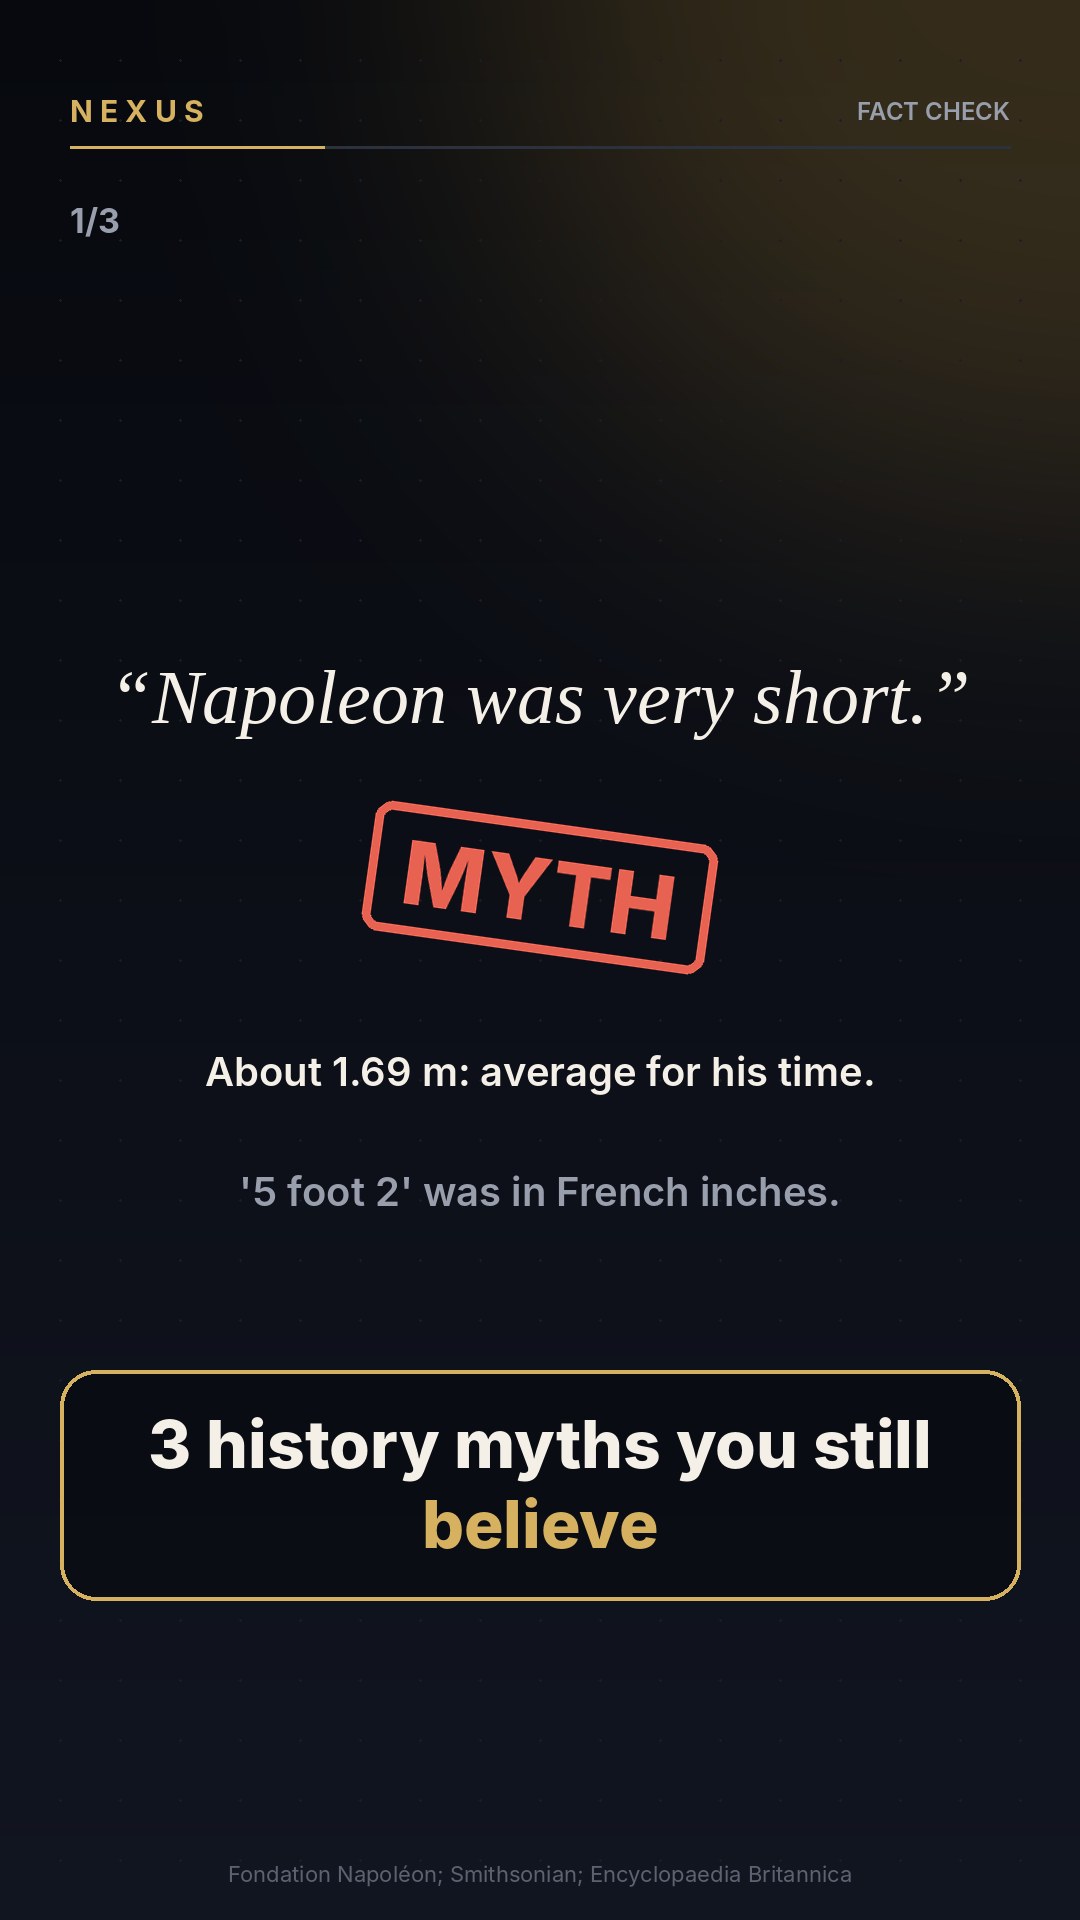 NEXUS
FACT CHECK
1/3
“Napoleon was very short.”
MYTH
About 1.69 m: average for his time.
'5 foot 2' was in French inches.
3 history myths you still
believe
Fondation Napoléon; Smithsonian; Encyclopaedia Britannica